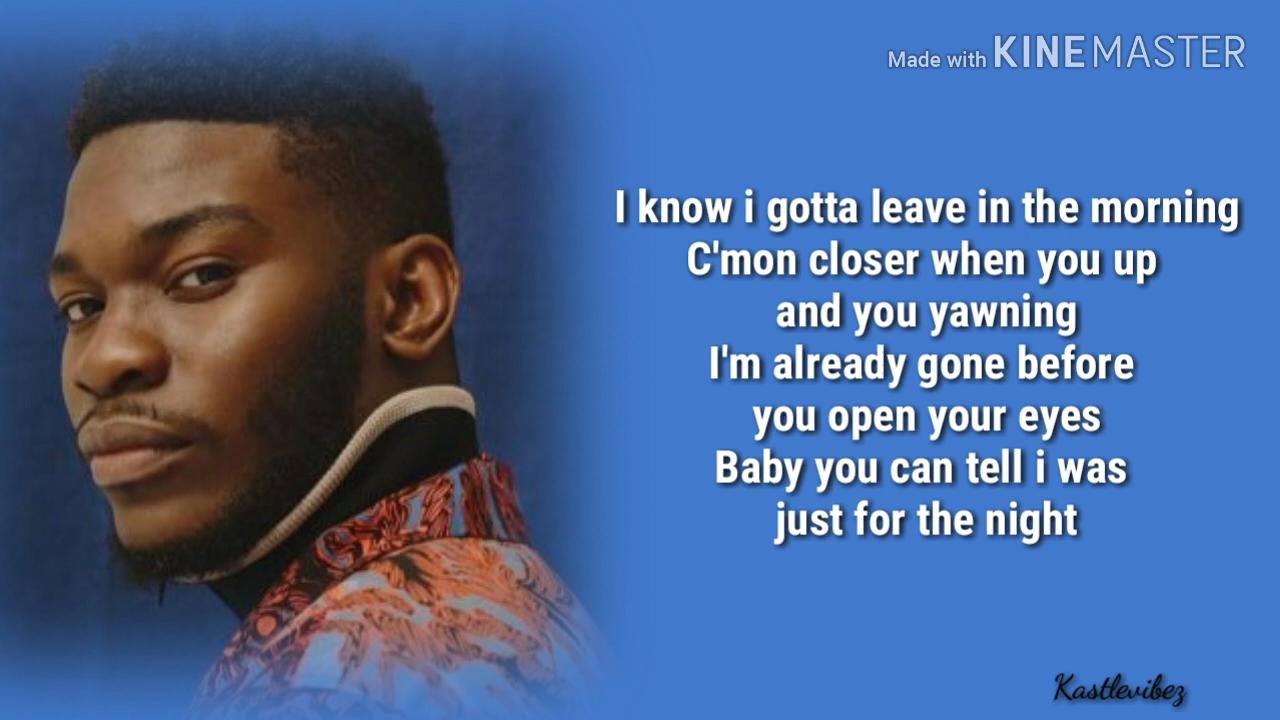 Made with KINEMASTER
I know i gotta leave in the morning
C'mon closer when you up
and you yawning
I'm already gone before
you open your eyes
Baby you can tell i was
just for the night
Kastlevibez